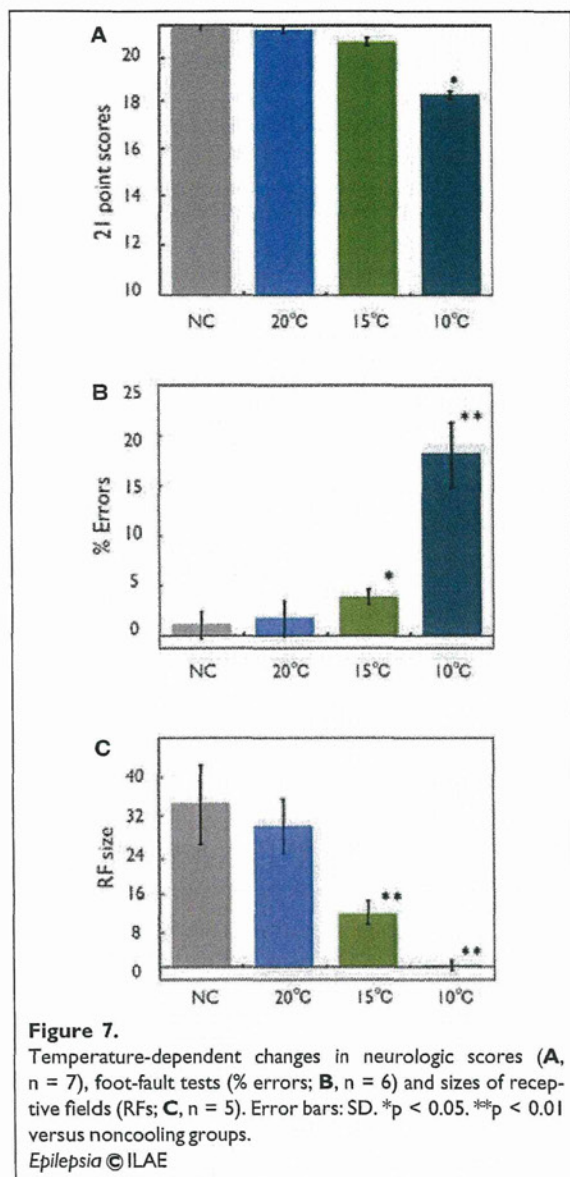 A
21 point scores
20
18
16
14
12
10
*
NC 20°C 15°C 10°C
B
% Errors
25
20
15
10
5
0
*
**
NC 20°C 15°C 10°C
C
RF size
40
32
24
16
8
0
**
**
NC 20°C 15°C 10°C
Figure 7.
Temperature-dependent changes in neurologic scores (A,
n = 7), foot-fault tests (% errors; B, n = 6) and sizes of recep-
tive fields (RFs; C, n = 5). Error bars: SD. *p < 0.05. **p < 0.01
versus noncooling groups.
Epilepsia © ILAE